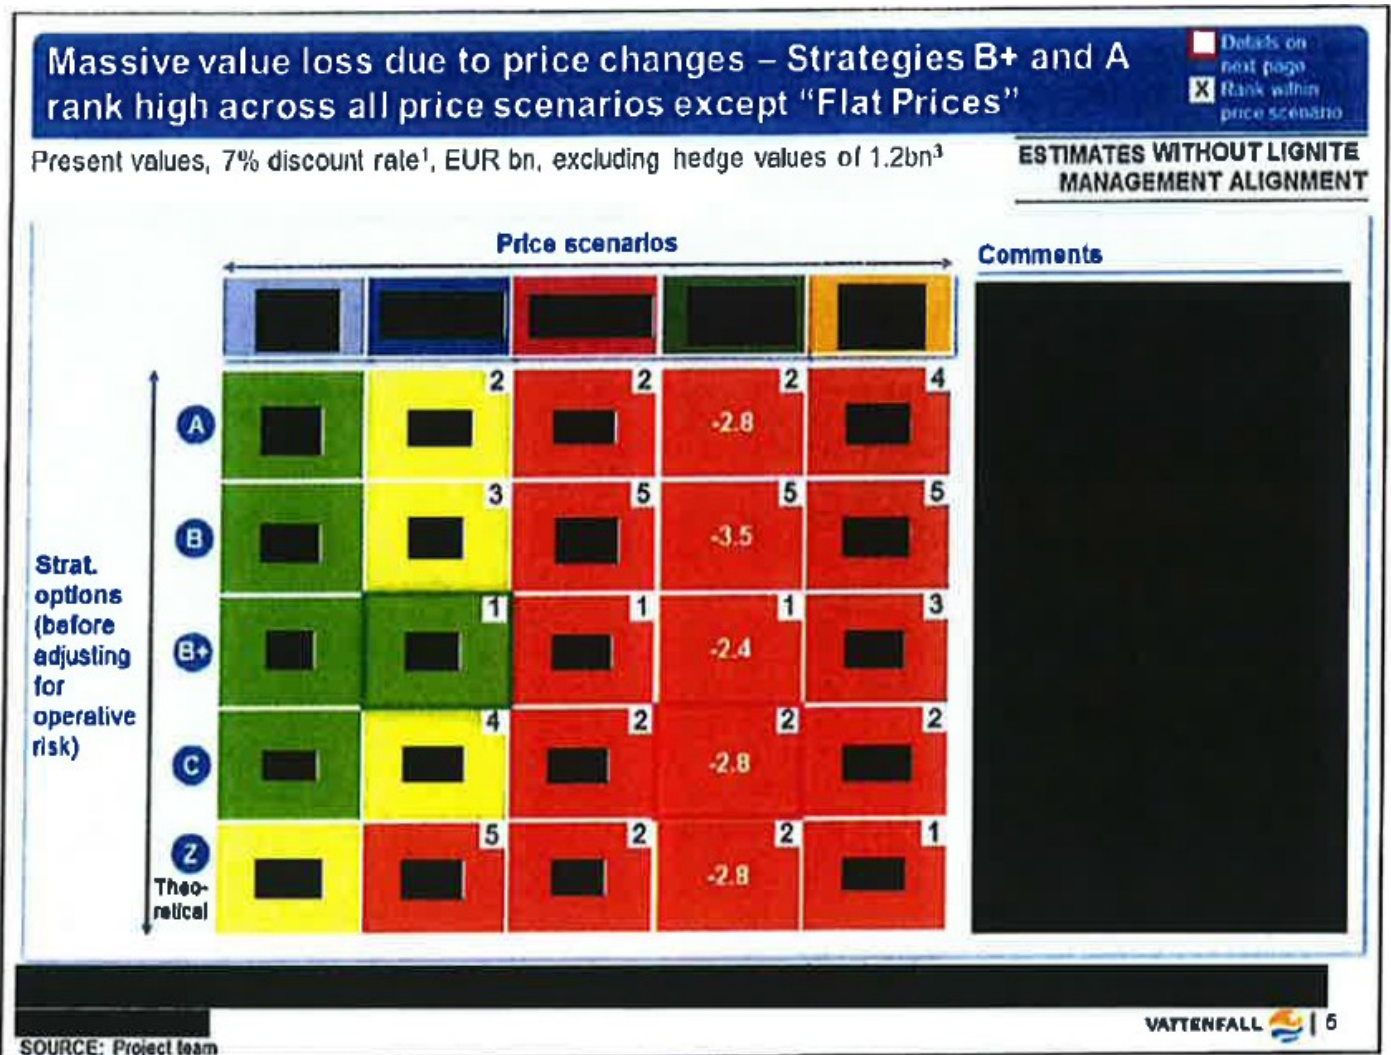 Massive value loss due to price changes – Strategies B+ and A
rank high across all price scenarios except “Flat Prices”
Details on
next page
X Rank within
price scenario
Present values, 7% discount rate¹, EUR bn, excluding hedge values of 1.2bn³
ESTIMATES WITHOUT LIGNITE
MANAGEMENT ALIGNMENT
Price scenarios
Comments
Strat.
options
(before
adjusting
for
operative
risk)
A
2
2
-2.8
2
4
B
3
5
-3.5
5
5
B+
1
1
-2.4
1
3
C
4
2
-2.8
2
2
Z
Theo-
retical
5
2
-2.8
2
1
VATTENFALL | 5
SOURCE: Project team